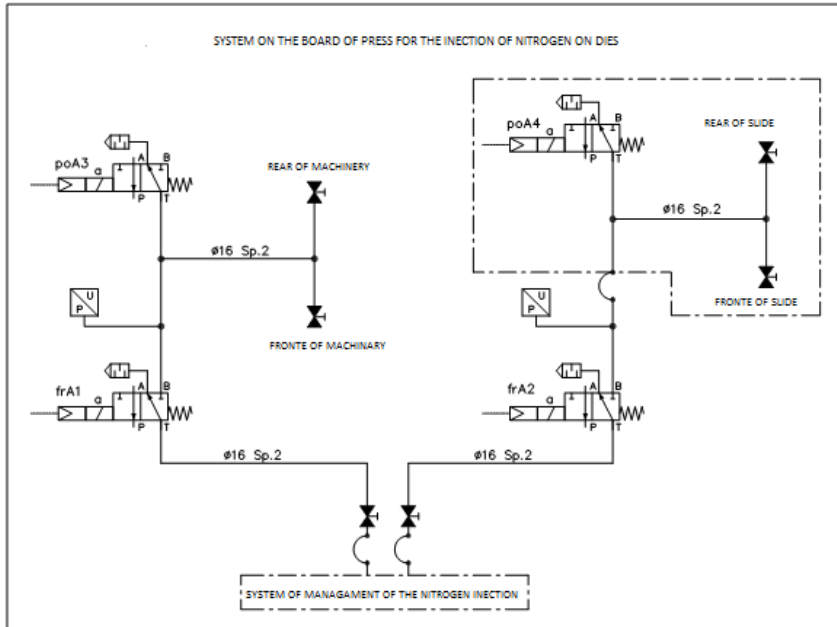 SYSTEM ON THE BOARD OF PRESS FOR THE INECTION OF NITROGEN ON DIES
poA3
a
A
B
P
T
REAR OF MACHINERY
ø16 Sp.2
U
P
FRONTE OF MACHINARY
frA1
a
A
B
P
T
ø16 Sp.2
poA4
a
A
B
P
T
REAR OF SLIDE
ø16 Sp.2
FRONTE OF SLIDE
U
P
frA2
a
A
B
P
T
ø16 Sp.2
SYSTEM OF MANAGAMENT OF THE NITROGEN INECTION